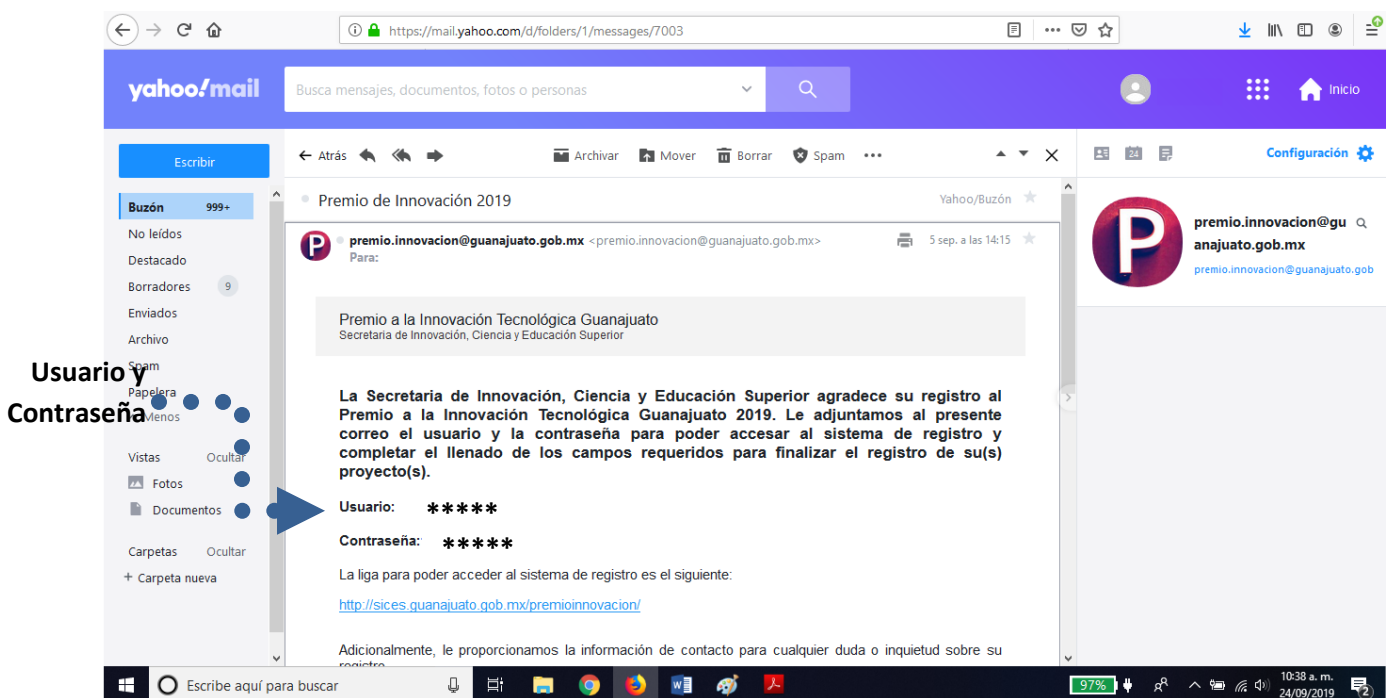 https://mail.yahoo.com/d/folders/1/messages/7003
yahoo!mail
Busca mensajes, documentos, fotos o personas
Inicio
Escribir
Atrás
Archivar
Mover
Borrar
Spam
24
Configuración
Buzón 999+
No leídos
Destacado
Borradores 9
Enviados
Archivo
Spam
Papelera
Menos
Vistas Ocultar
Fotos
Documentos
Carpetas Ocultar
+ Carpeta nueva
Usuario y
Contraseña
Premio de Innovación 2019
Yahoo/Buzón
P
premio.innovacion@guanajuato.gob.mx <premio.innovacion@guanajuato.gob.mx>
5 sep. a las 14:15
Para:
Premio a la Innovación Tecnológica Guanajuato
Secretaria de Innovación, Ciencia y Educación Superior
La Secretaria de Innovación, Ciencia y Educación Superior agradece su registro al
Premio a la Innovación Tecnológica Guanajuato 2019. Le adjuntamos al presente
correo el usuario y la contraseña para poder accesar al sistema de registro y
completar el llenado de los campos requeridos para finalizar el registro de su(s)
proyecto(s).
Usuario: *****
Contraseña: *****
La liga para poder acceder al sistema de registro es el siguiente:
http://sices.guanajuato.gob.mx/premioinnovacion/
Adicionalmente, le proporcionamos la información de contacto para cualquier duda o inquietud sobre su
registro
P
premio.innovacion@gu
anajuato.gob.mx
premio.innovacion@guanajuato.gob
Escribe aquí para buscar
97%
10:38 a. m.
24/09/2019
2